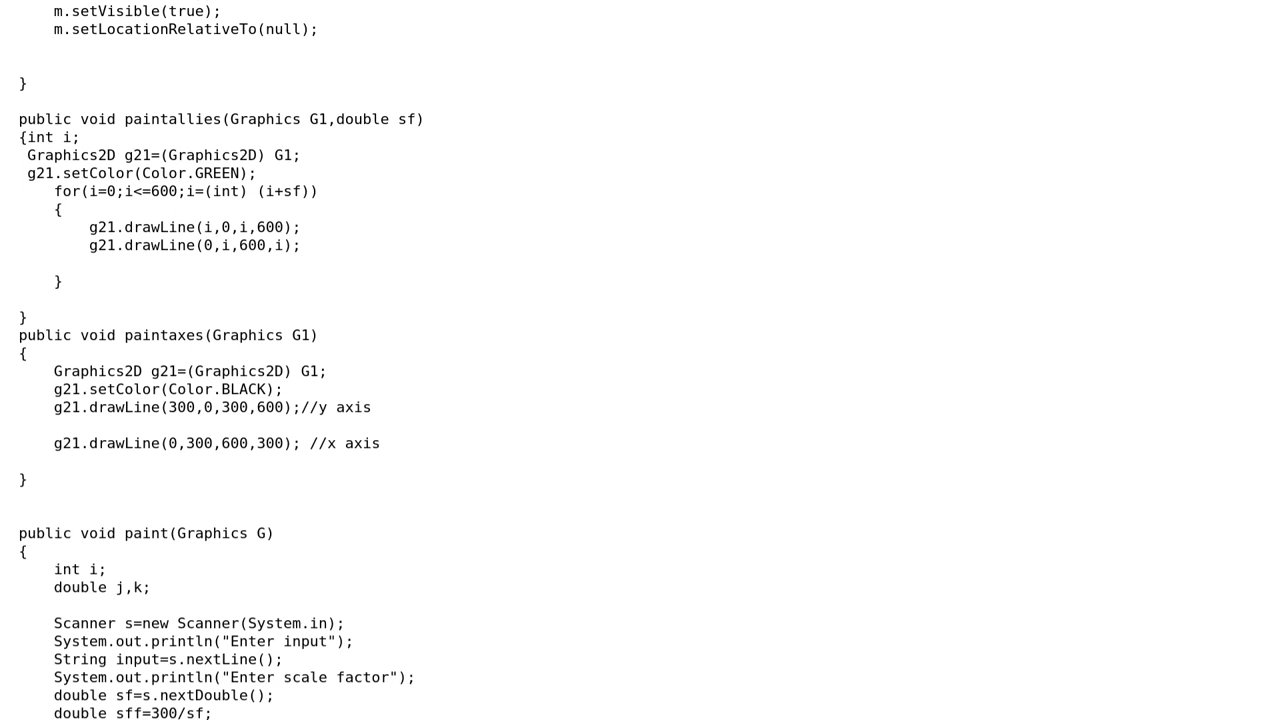 m.setVisible(true);
m.setLocationRelativeTo(null);
}
public void paintallies(Graphics G1,double sf)
{int i;
Graphics2D g21=(Graphics2D) G1;
g21.setColor(Color.GREEN);
for(i=0;i<=600;i=(int) (i+sf))
{
g21.drawLine(i,0,i,600);
g21.drawLine(0,i,600,i);
}
}
public void paintaxes(Graphics G1)
{
Graphics2D g21=(Graphics2D) G1;
g21.setColor(Color.BLACK);
g21.drawLine(300,0,300,600);//y axis
g21.drawLine(0,300,600,300); //x axis
}
public void paint(Graphics G)
{
int i;
double j,k;
Scanner s=new Scanner(System.in);
System.out.println("Enter input");
String input=s.nextLine();
System.out.println("Enter scale factor");
double sf=s.nextDouble();
double sff=300/sf;